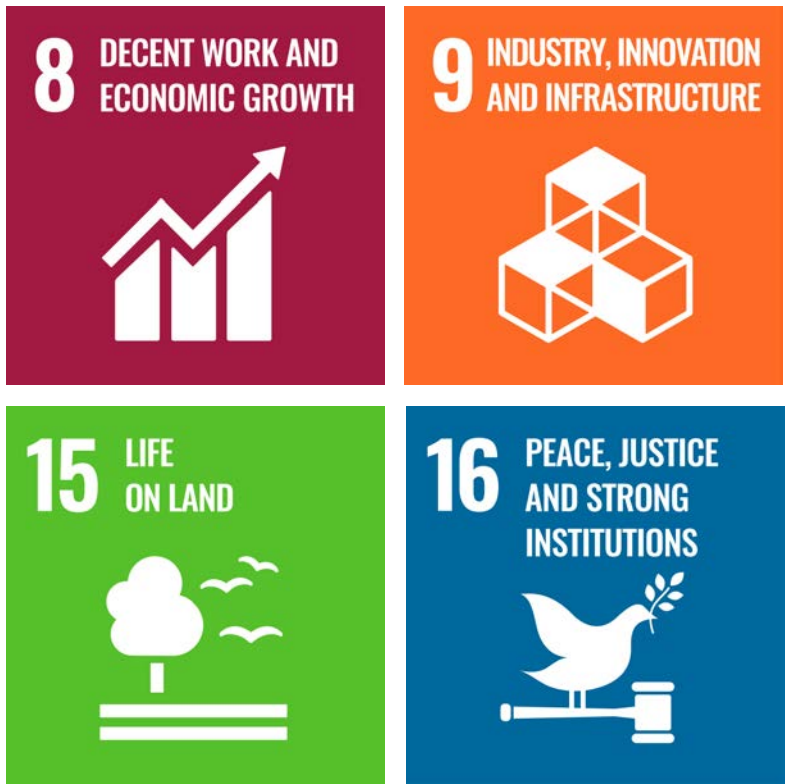 8 DECENT WORK AND
ECONOMIC GROWTH
9 INDUSTRY, INNOVATION
AND INFRASTRUCTURE
15 LIFE
ON LAND
16 PEACE, JUSTICE
AND STRONG
INSTITUTIONS